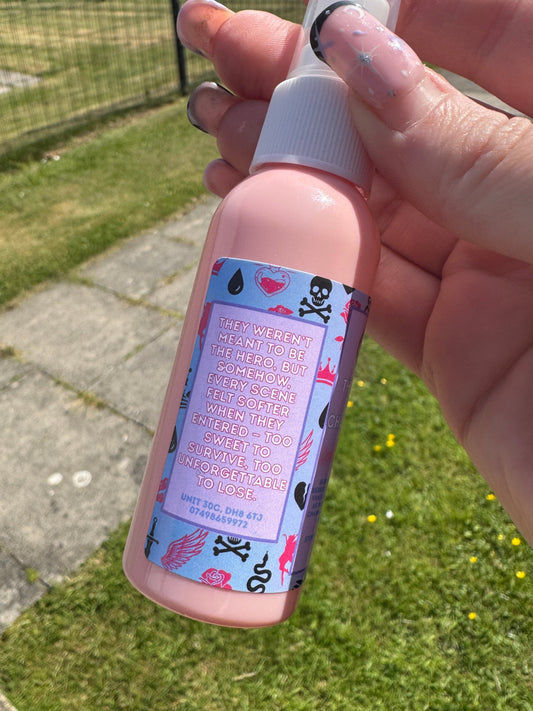 THEY WEREN'T
MEANT TO BE
THE HERO, BUT
SOMEHOW,
EVERY SCENE
FELT SOFTER
WHEN THEY
ENTERED – TOO
SWEET TO
SURVIVE, TOO
UNFORGETTABLE
TO LOSE.
UNIT 30C, DH8 6TJ
07498659972